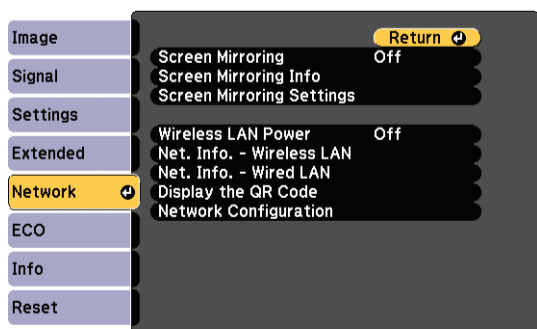 Image
Signal
Settings
Extended
Network
ECO
Info
Reset
Return
Screen Mirroring Off
Screen Mirroring Info
Screen Mirroring Settings
Wireless LAN Power Off
Net. Info. - Wireless LAN
Net. Info. - Wired LAN
Display the QR Code
Network Configuration